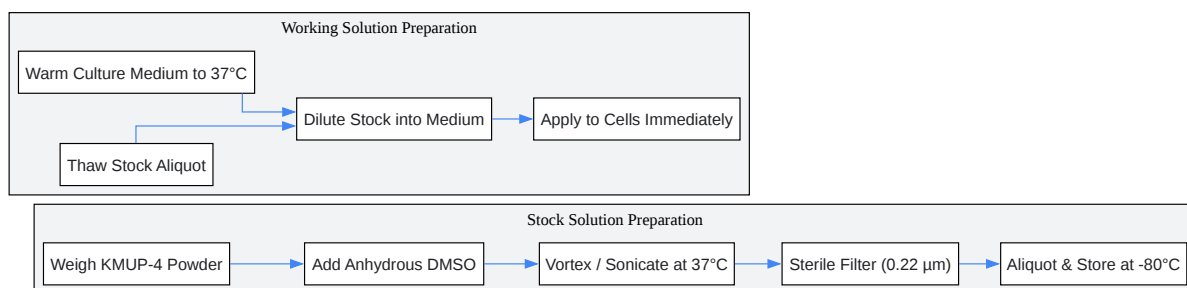 Working Solution Preparation
Warm Culture Medium to 37°C
Thaw Stock Aliquot
Dilute Stock into Medium
Apply to Cells Immediately
Stock Solution Preparation
Weigh KMUP-4 Powder
Add Anhydrous DMSO
Vortex / Sonicate at 37°C
Sterile Filter (0.22 µm)
Aliquot & Store at -80°C